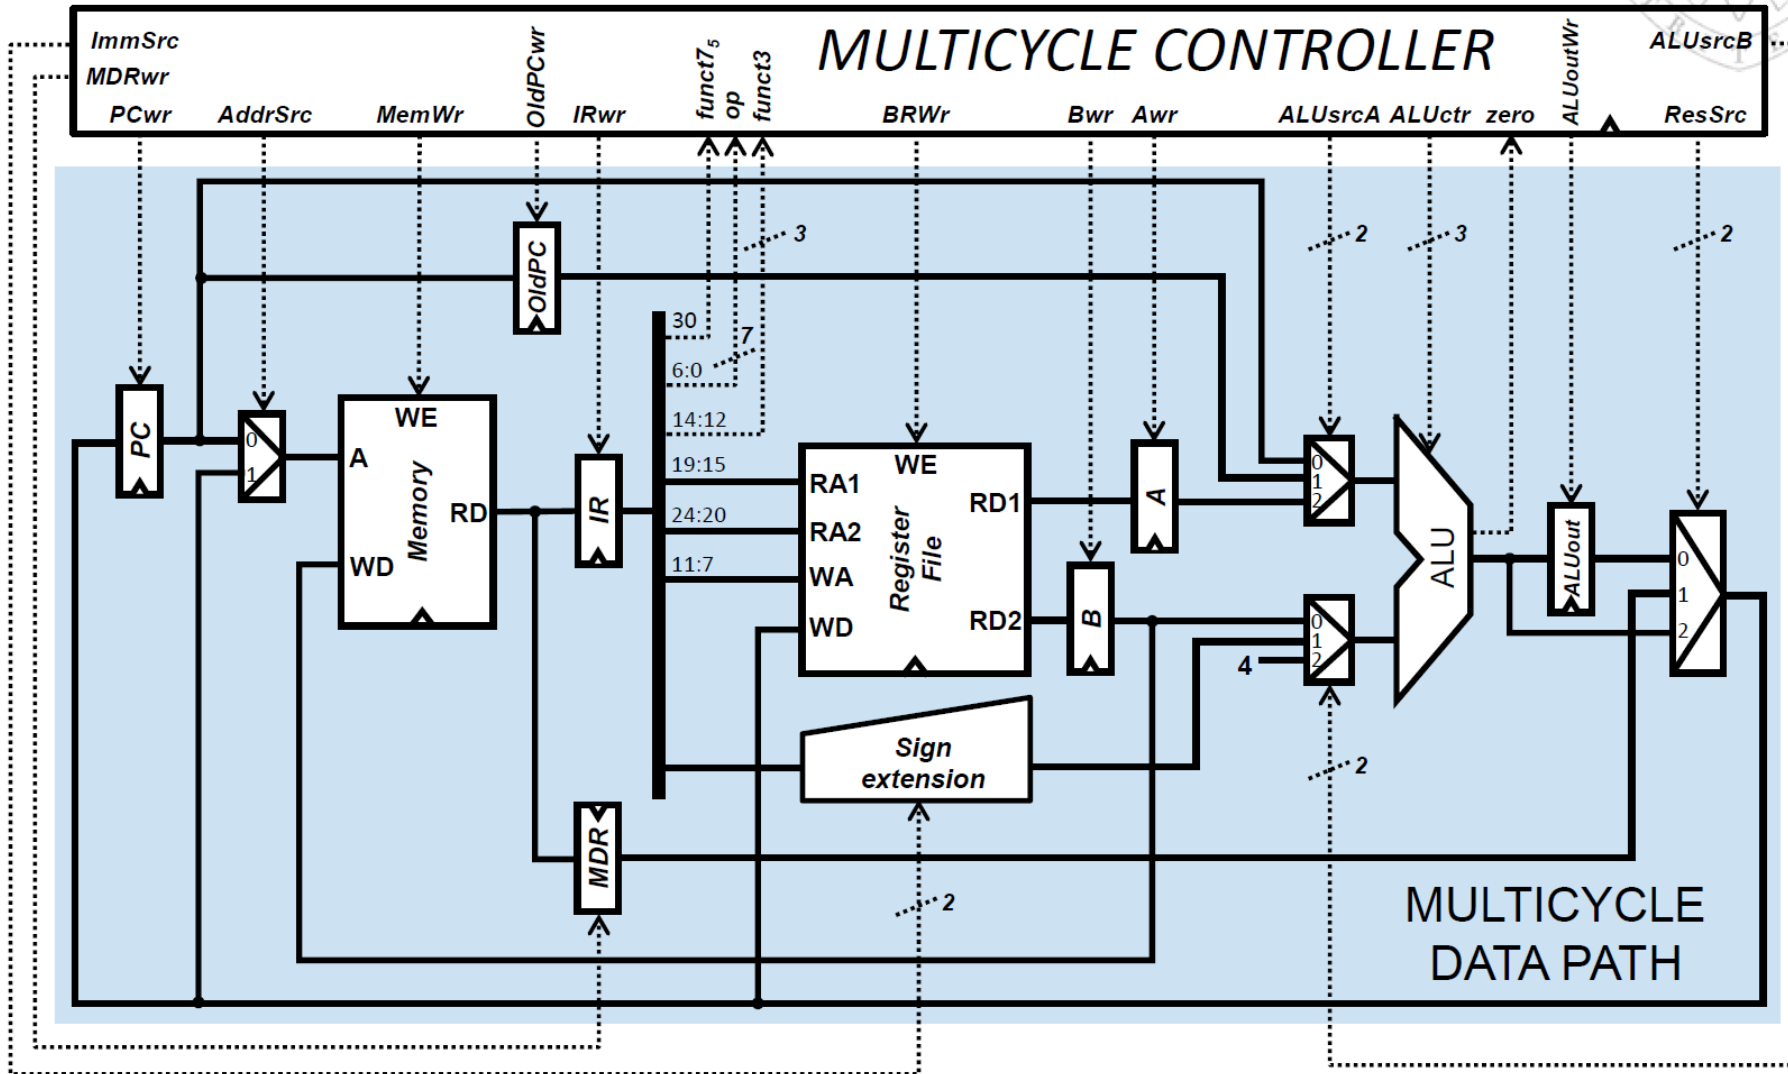 ImmSrc
MULTICYCLE CONTROLLER
ALUsrcB
MDRwr
PCwr
AddrSrc
MemWr
OldPCwr
IRwr
funct7₅
op
funct3
BRWr
Bwr
Awr
ALUsrcA
ALUctr
zero
ALUoutWr
ResSrc
3
2
3
2
OldPC
30
7
6:0
14:12
PC
0
1
WE
A
Memory
RD
WD
IR
19:15
24:20
11:7
WE
RA1
RA2
WA
WD
Register
File
RD1
RD2
A
B
0
1
2
0
1
2
4
ALU
ALUout
0
1
2
Sign
extension
2
MDR
2
MULTICYCLE
DATA PATH